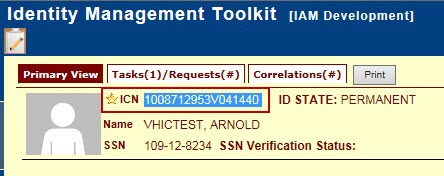 Identity Management Toolkit [IAM Development]
Primary View Tasks(1)/Requests(#) Correlations(#) Print
ICN 1008712953V041440 ID STATE: PERMANENT
Name VHICTEST, ARNOLD
SSN 109-12-8234 SSN Verification Status: